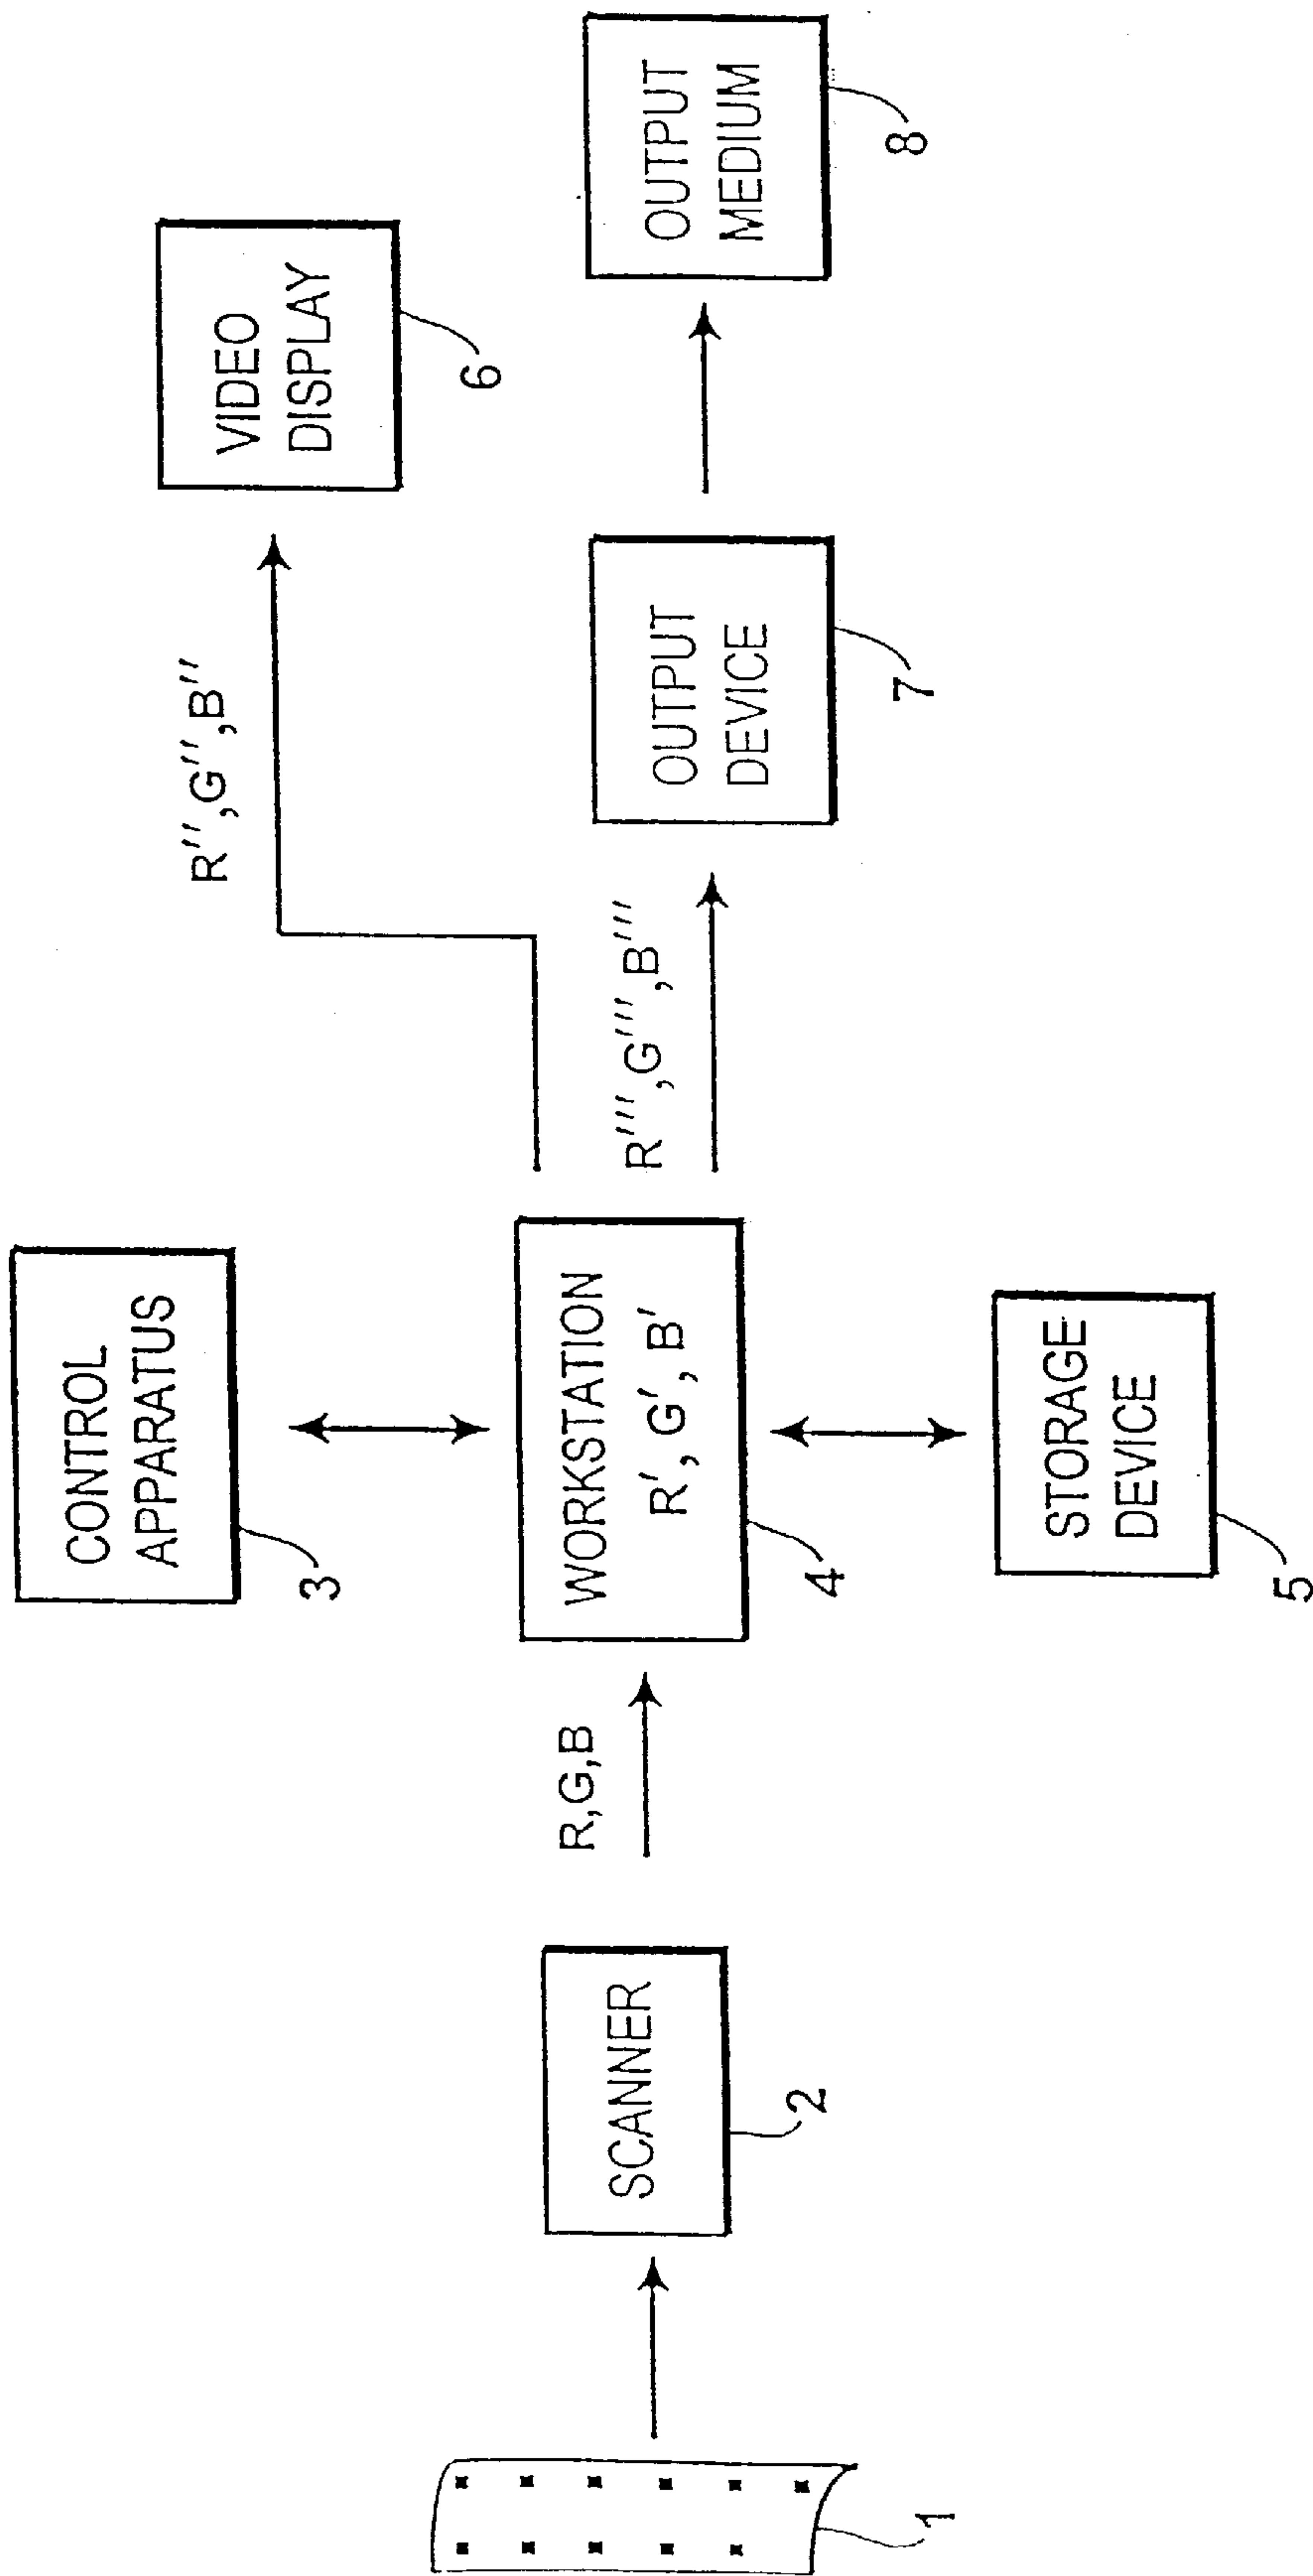 CONTROL
APPARATUS
3
VIDEO
DISPLAY
6
R'',G'',B''
R,G,B
WORKSTATION
R', G', B'
4
R''',G''',B'''
SCANNER
2
OUTPUT
DEVICE
7
OUTPUT
MEDIUM
8
1
STORAGE
DEVICE
5